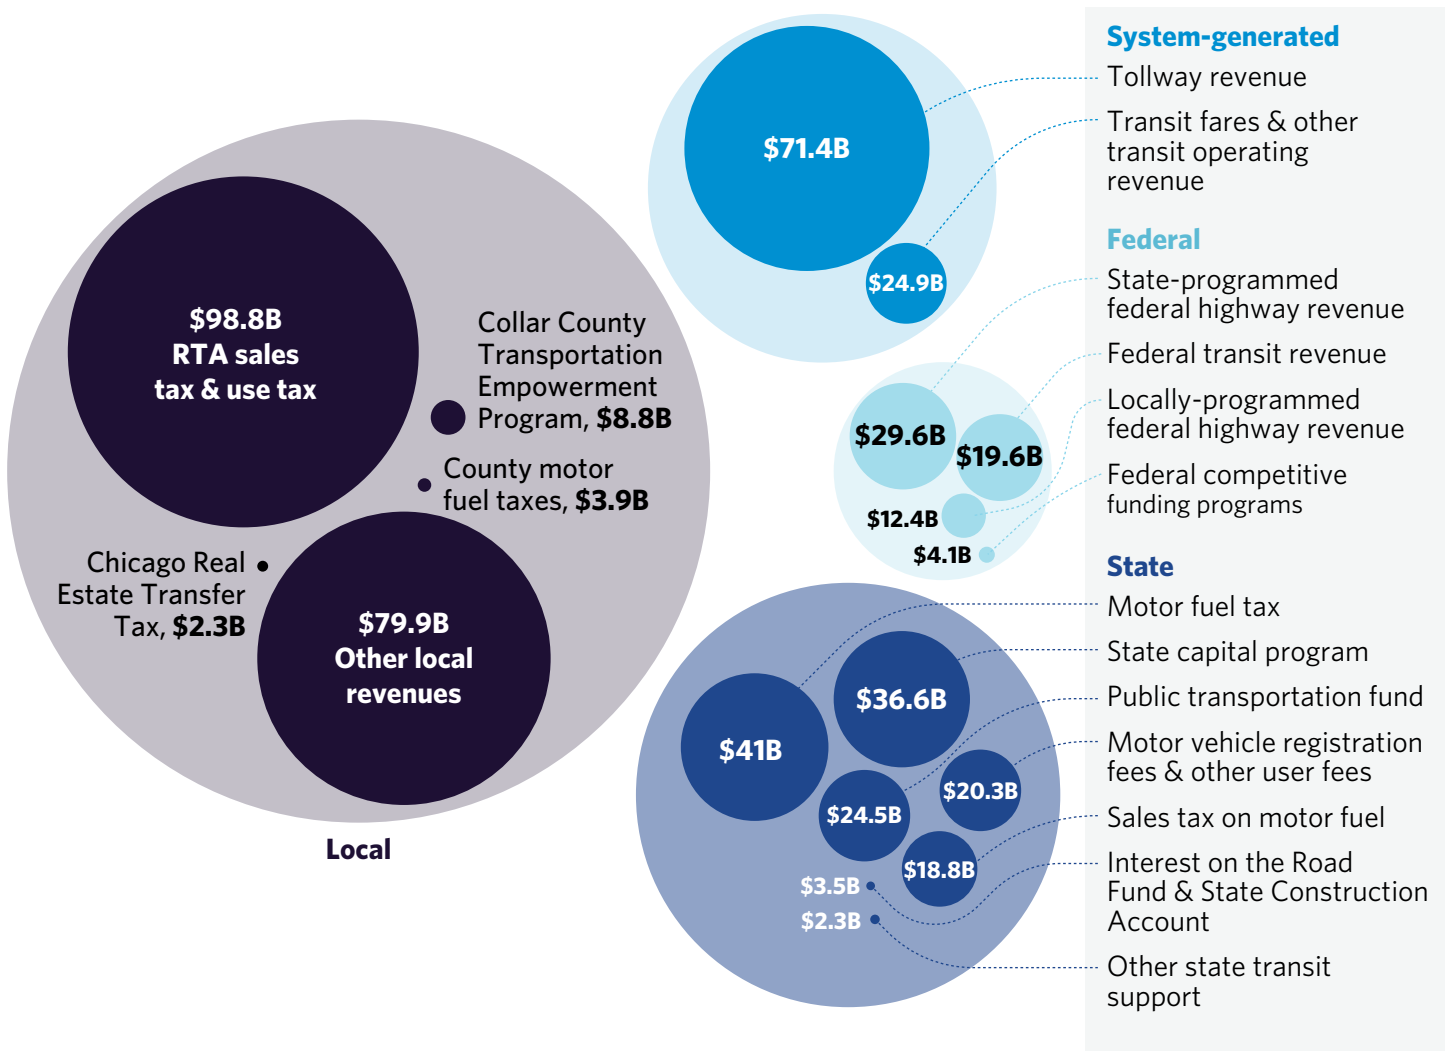 $98.8B
RTA sales
tax & use tax
Collar County
Transportation
Empowerment
Program, $8.8B
County motor
fuel taxes, $3.9B
Chicago Real
Estate Transfer
Tax, $2.3B
$79.9B
Other local
revenues
Local
$71.4B
$24.9B
$29.6B
$19.6B
$12.4B
$4.1B
$41B
$36.6B
$24.5B
$20.3B
$18.8B
$3.5B
$2.3B
System-generated
Tollway revenue
Transit fares & other
transit operating
revenue
Federal
State-programmed
federal highway revenue
Federal transit revenue
Locally-programmed
federal highway revenue
Federal competitive
funding programs
State
Motor fuel tax
State capital program
Public transportation fund
Motor vehicle registration
fees & other user fees
Sales tax on motor fuel
Interest on the Road
Fund & State Construction
Account
Other state transit
support